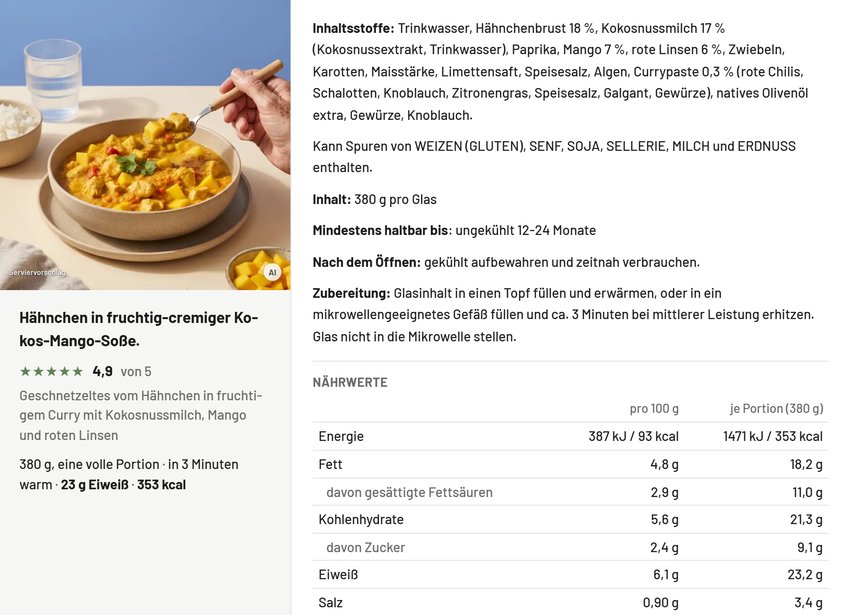 Serviervorschlag
AI
Hähnchen in fruchtig-cremiger Ko-
kos-Mango-Soße.
★★★★★ 4,9 von 5
Geschnetzeltes vom Hähnchen in fruchti-
gem Curry mit Kokosnussmilch, Mango
und roten Linsen
380 g, eine volle Portion · in 3 Minuten
warm · 23 g Eiweiß · 353 kcal
Inhaltsstoffe: Trinkwasser, Hähnchenbrust 18 %, Kokosnussmilch 17 %
(Kokosnussextrakt, Trinkwasser), Paprika, Mango 7 %, rote Linsen 6 %, Zwiebeln,
Karotten, Maisstärke, Limettensaft, Speisesalz, Algen, Currypaste 0,3 % (rote Chilis,
Schalotten, Knoblauch, Zitronengras, Speisesalz, Galgant, Gewürze), natives Olivenöl
extra, Gewürze, Knoblauch.
Kann Spuren von WEIZEN (GLUTEN), SENF, SOJA, SELLERIE, MILCH und ERDNUSS
enthalten.
Inhalt: 380 g pro Glas
Mindestens haltbar bis: ungekühlt 12-24 Monate
Nach dem Öffnen: gekühlt aufbewahren und zeitnah verbrauchen.
Zubereitung: Glasinhalt in einen Topf füllen und erwärmen, oder in ein
mikrowellengeeignetes Gefäß füllen und ca. 3 Minuten bei mittlerer Leistung erhitzen.
Glas nicht in die Mikrowelle stellen.
NÄHRWERTE
pro 100 g je Portion (380 g)
Energie 387 kJ / 93 kcal 1471 kJ / 353 kcal
Fett 4,8 g 18,2 g
davon gesättigte Fettsäuren 2,9 g 11,0 g
Kohlenhydrate 5,6 g 21,3 g
davon Zucker 2,4 g 9,1 g
Eiweiß 6,1 g 23,2 g
Salz 0,90 g 3,4 g